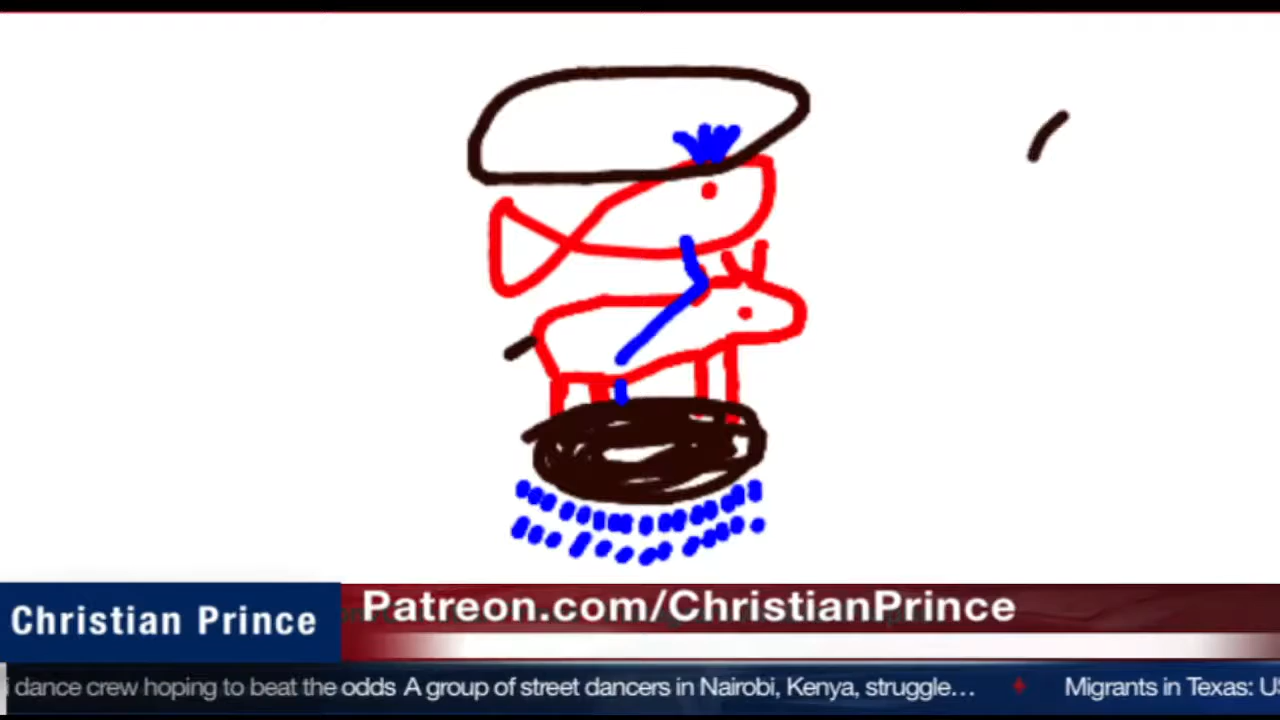 Christian Prince
Patreon.com/ChristianPrince
i dance crew hoping to beat the odds A group of street dancers in Nairobi, Kenya, struggle… Migrants in Texas: US